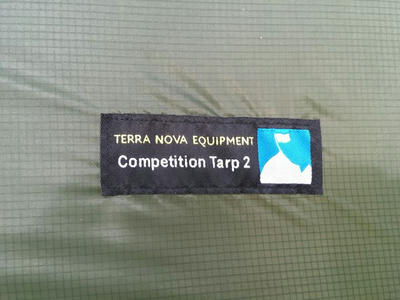 TERRA NOVA EQUIPMENT
Competition Tarp 2